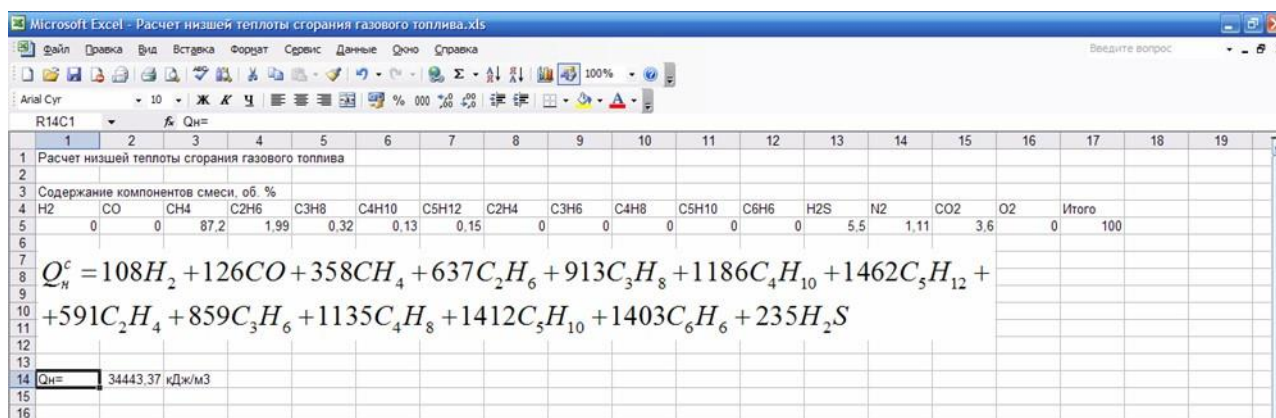 Microsoft Excel - Расчет низшей теплоты сгорания газового топлива.xls
Файл Правка Вид Вставка Формат Сервис Данные Окно Справка Введите вопрос
100%
Arial Cyr 10 Ж К Ч % 000
R14C1 fx Qн=
1 2 3 4 5 6 7 8 9 10 11 12 13 14 15 16 17 18 19
1 Расчет низшей теплоты сгорания газового топлива
2
3 Содержание компонентов смеси, об. %
4 H2 CO CH4 C2H6 C3H8 C4H10 C5H12 C2H4 C3H6 C4H8 C5H10 C6H6 H2S N2 CO2 O2 Итого
5 0 0 87,2 1,99 0,32 0,13 0,15 0 0 0 0 0 5,5 1,11 3,6 0 100
6
7
8 Qнс =108H2 +126CO +358CH4 +637C2H6 +913C3H8 +1186C4H10 +1462C5H12 +
9
10 +591C2H4 +859C3H6 +1135C4H8 +1412C5H10 +1403C6H6 +235H2S
11
12
13
14 Qн= 34443,37 кДж/м3
15
16